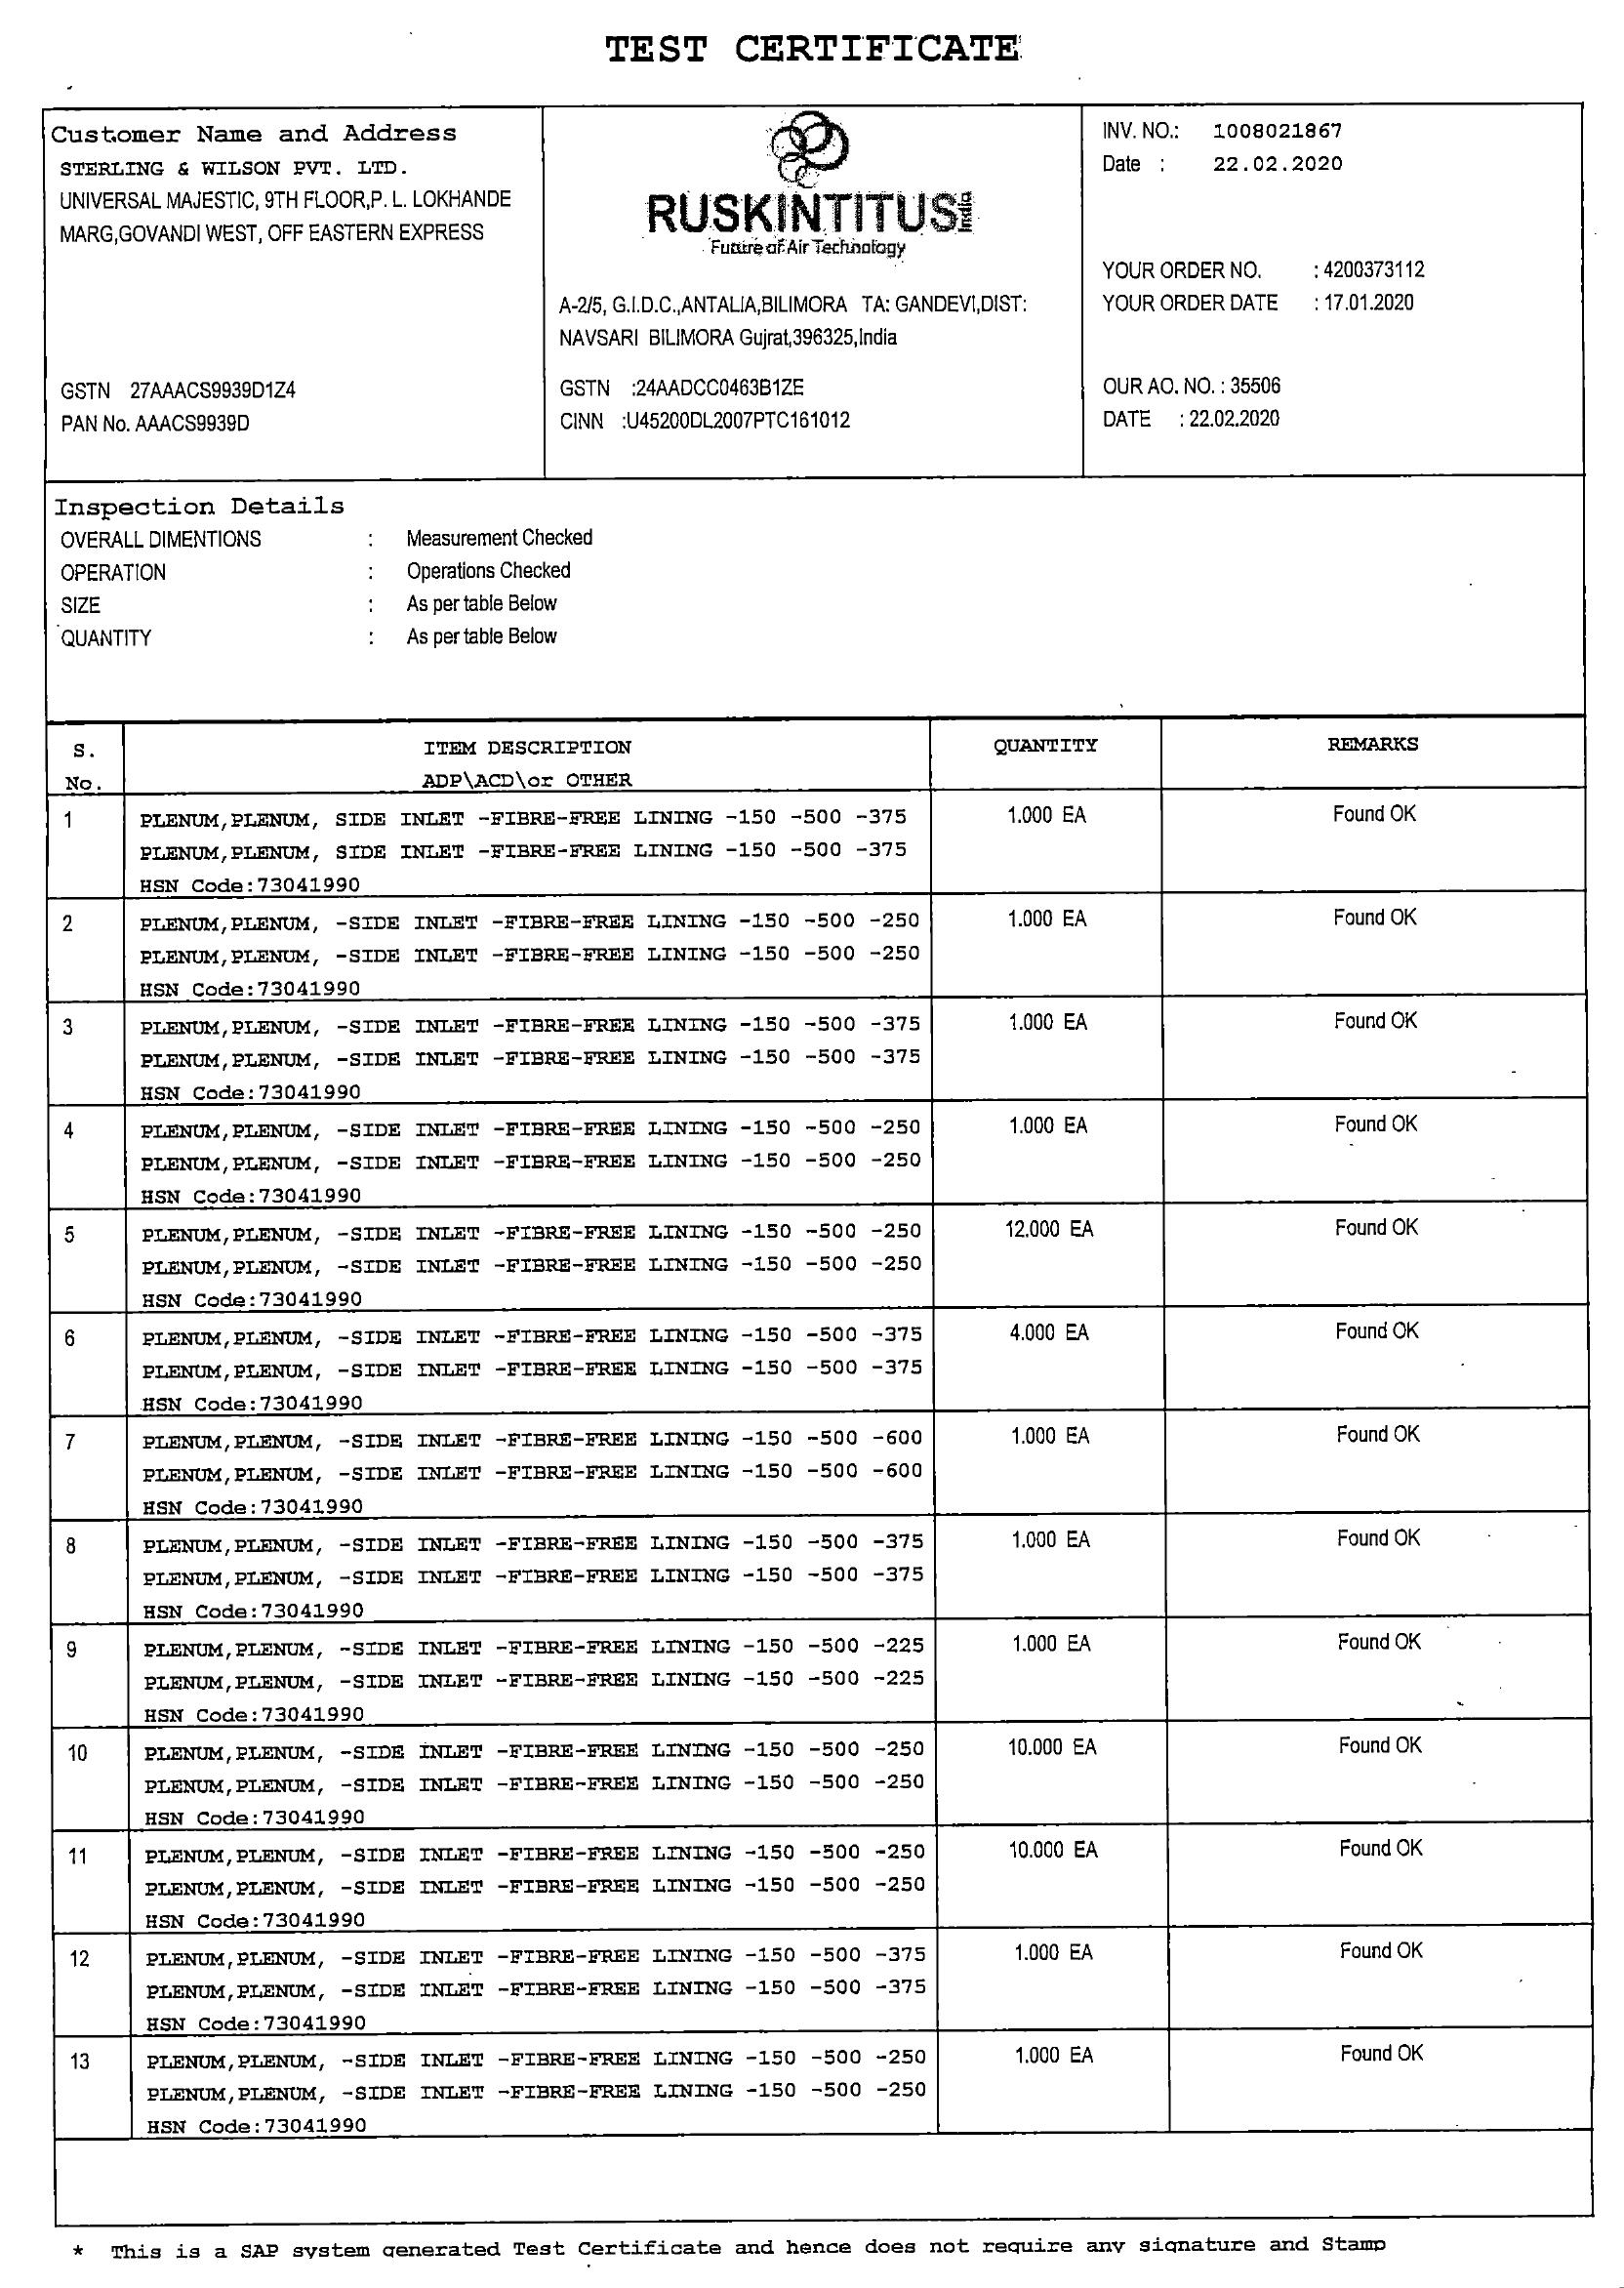 TEST CERTIFICATE
Customer Name and Address
STERLING & WILSON PVT. LTD.
UNIVERSAL MAJESTIC, 9TH FLOOR,P. L. LOKHANDE
MARG,GOVANDI WEST, OFF EASTERN EXPRESS
GSTN 27AAACS9939D1Z4
PAN No. AAACS9939D
RUSKINTITUS India
Future of Air Technology
A-2/5, G.I.D.C.,ANTALIA,BILIMORA TA: GANDEVI,DIST:
NAVSARI BILIMORA Gujrat,396325,India
GSTN :24AADCC0463B1ZE
CINN :U45200DL2007PTC161012
INV. NO.: 1008021867
Date : 22.02.2020
YOUR ORDER NO. : 4200373112
YOUR ORDER DATE : 17.01.2020
OUR AO. NO. : 35506
DATE : 22.02.2020
Inspection Details
OVERALL DIMENTIONS : Measurement Checked
OPERATION : Operations Checked
SIZE : As per table Below
QUANTITY : As per table Below
S. ITEM DESCRIPTION QUANTITY REMARKS
No. ADP\ACD\or OTHER
1 PLENUM,PLENUM, SIDE INLET -FIBRE-FREE LINING -150 -500 -375 1.000 EA Found OK
PLENUM,PLENUM, SIDE INLET -FIBRE-FREE LINING -150 -500 -375
HSN Code:73041990
2 PLENUM,PLENUM, -SIDE INLET -FIBRE-FREE LINING -150 -500 -250 1.000 EA Found OK
PLENUM,PLENUM, -SIDE INLET -FIBRE-FREE LINING -150 -500 -250
HSN Code:73041990
3 PLENUM,PLENUM, -SIDE INLET -FIBRE-FREE LINING -150 -500 -375 1.000 EA Found OK
PLENUM,PLENUM, -SIDE INLET -FIBRE-FREE LINING -150 -500 -375
HSN Code:73041990
4 PLENUM,PLENUM, -SIDE INLET -FIBRE-FREE LINING -150 -500 -250 1.000 EA Found OK
PLENUM,PLENUM, -SIDE INLET -FIBRE-FREE LINING -150 -500 -250
HSN Code:73041990
5 PLENUM,PLENUM, -SIDE INLET -FIBRE-FREE LINING -150 -500 -250 12.000 EA Found OK
PLENUM,PLENUM, -SIDE INLET -FIBRE-FREE LINING -150 -500 -250
HSN Code:73041990
6 PLENUM,PLENUM, -SIDE INLET -FIBRE-FREE LINING -150 -500 -375 4.000 EA Found OK
PLENUM,PLENUM, -SIDE INLET -FIBRE-FREE LINING -150 -500 -375
HSN Code:73041990
7 PLENUM,PLENUM, -SIDE INLET -FIBRE-FREE LINING -150 -500 -600 1.000 EA Found OK
PLENUM,PLENUM, -SIDE INLET -FIBRE-FREE LINING -150 -500 -600
HSN Code:73041990
8 PLENUM,PLENUM, -SIDE INLET -FIBRE-FREE LINING -150 -500 -375 1.000 EA Found OK
PLENUM,PLENUM, -SIDE INLET -FIBRE-FREE LINING -150 -500 -375
HSN Code:73041990
9 PLENUM,PLENUM, -SIDE INLET -FIBRE-FREE LINING -150 -500 -225 1.000 EA Found OK
PLENUM,PLENUM, -SIDE INLET -FIBRE-FREE LINING -150 -500 -225
HSN Code:73041990
10 PLENUM,PLENUM, -SIDE INLET -FIBRE-FREE LINING -150 -500 -250 10.000 EA Found OK
PLENUM,PLENUM, -SIDE INLET -FIBRE-FREE LINING -150 -500 -250
HSN Code:73041990
11 PLENUM,PLENUM, -SIDE INLET -FIBRE-FREE LINING -150 -500 -250 10.000 EA Found OK
PLENUM,PLENUM, -SIDE INLET -FIBRE-FREE LINING -150 -500 -250
HSN Code:73041990
12 PLENUM,PLENUM, -SIDE INLET -FIBRE-FREE LINING -150 -500 -375 1.000 EA Found OK
PLENUM,PLENUM, -SIDE INLET -FIBRE-FREE LINING -150 -500 -375
HSN Code:73041990
13 PLENUM,PLENUM, -SIDE INLET -FIBRE-FREE LINING -150 -500 -250 1.000 EA Found OK
PLENUM,PLENUM, -SIDE INLET -FIBRE-FREE LINING -150 -500 -250
HSN Code:73041990
* This is a SAP system generated Test Certificate and hence does not require any signature and Stamp